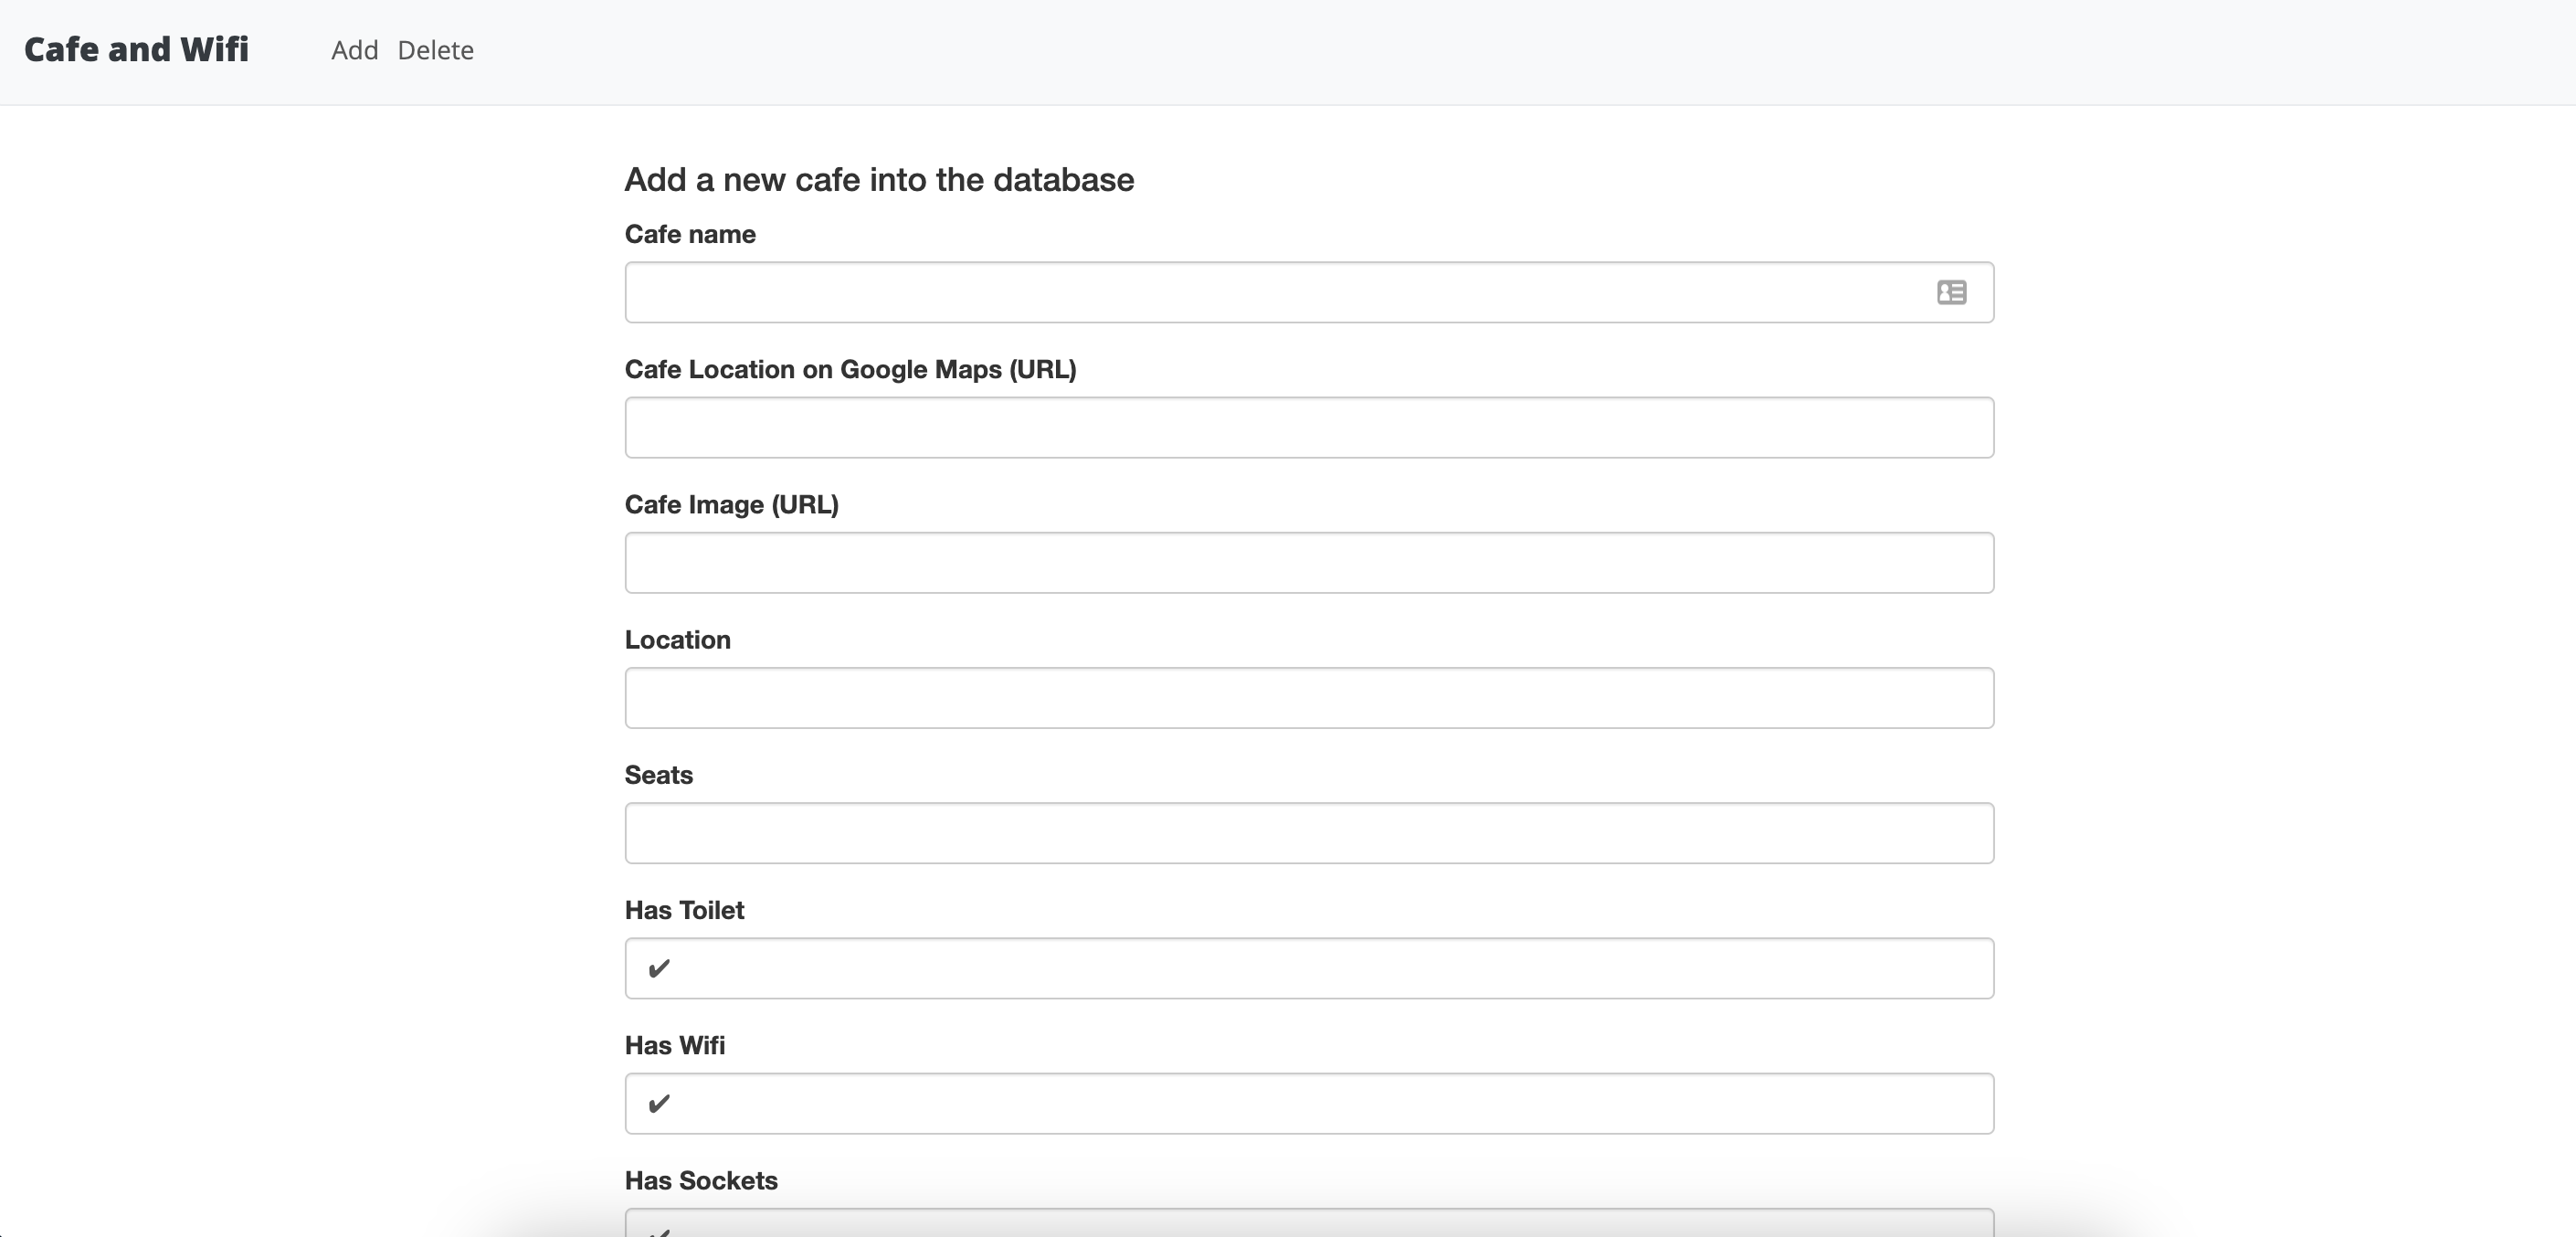 Cafe and Wifi Add Delete
Add a new cafe into the database
Cafe name
Cafe Location on Google Maps (URL)
Cafe Image (URL)
Location
Seats
Has Toilet
✔
Has Wifi
✔
Has Sockets
✔